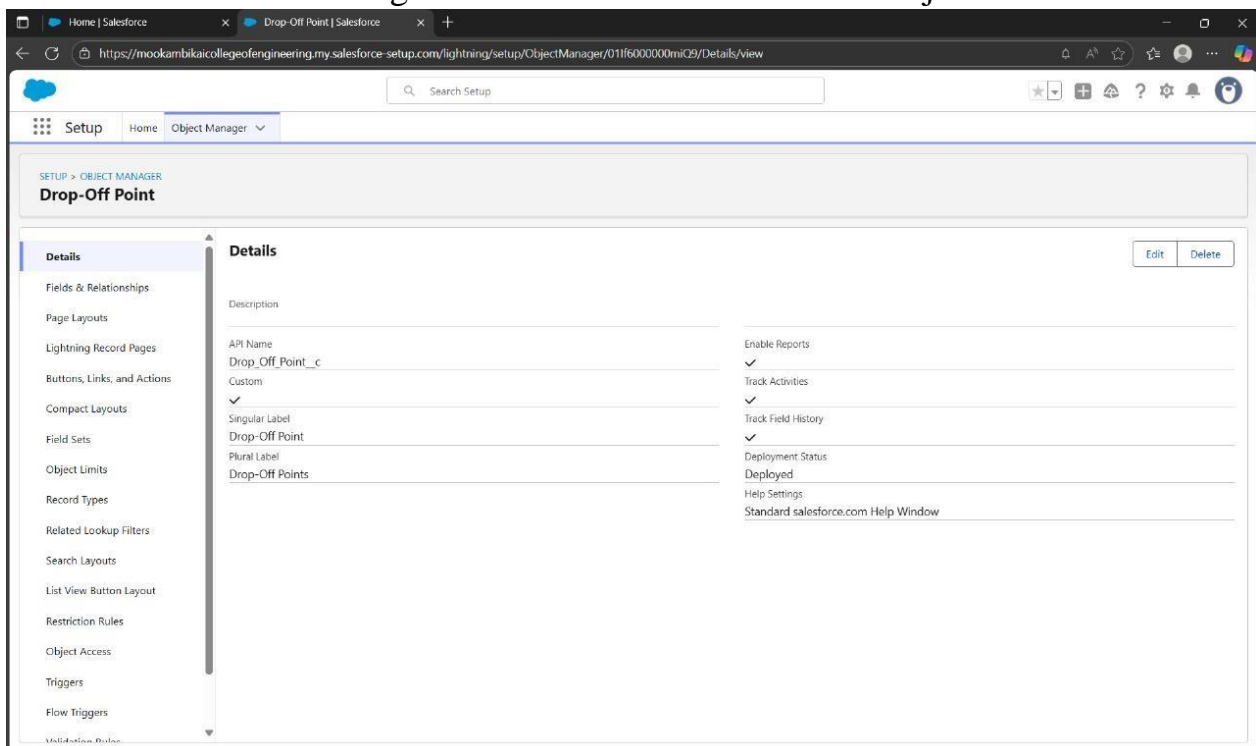 Home | Salesforce
Drop-Off Point | Salesforce
https://mookambikaicollegeofengineering.my.salesforce-setup.com/lightning/setup/ObjectManager/01If6000000miQ9/Details/view
Search Setup
Setup
Home
Object Manager
SETUP > OBJECT MANAGER
Drop-Off Point
Details
Fields & Relationships
Page Layouts
Lightning Record Pages
Buttons, Links, and Actions
Compact Layouts
Field Sets
Object Limits
Record Types
Related Lookup Filters
Search Layouts
List View Button Layout
Restriction Rules
Object Access
Triggers
Flow Triggers
Validation Rules
Details
Edit
Delete
Description
API Name
Drop_Off_Point__c
Custom
Singular Label
Drop-Off Point
Plural Label
Drop-Off Points
Enable Reports
Track Activities
Track Field History
Deployment Status
Deployed
Help Settings
Standard salesforce.com Help Window